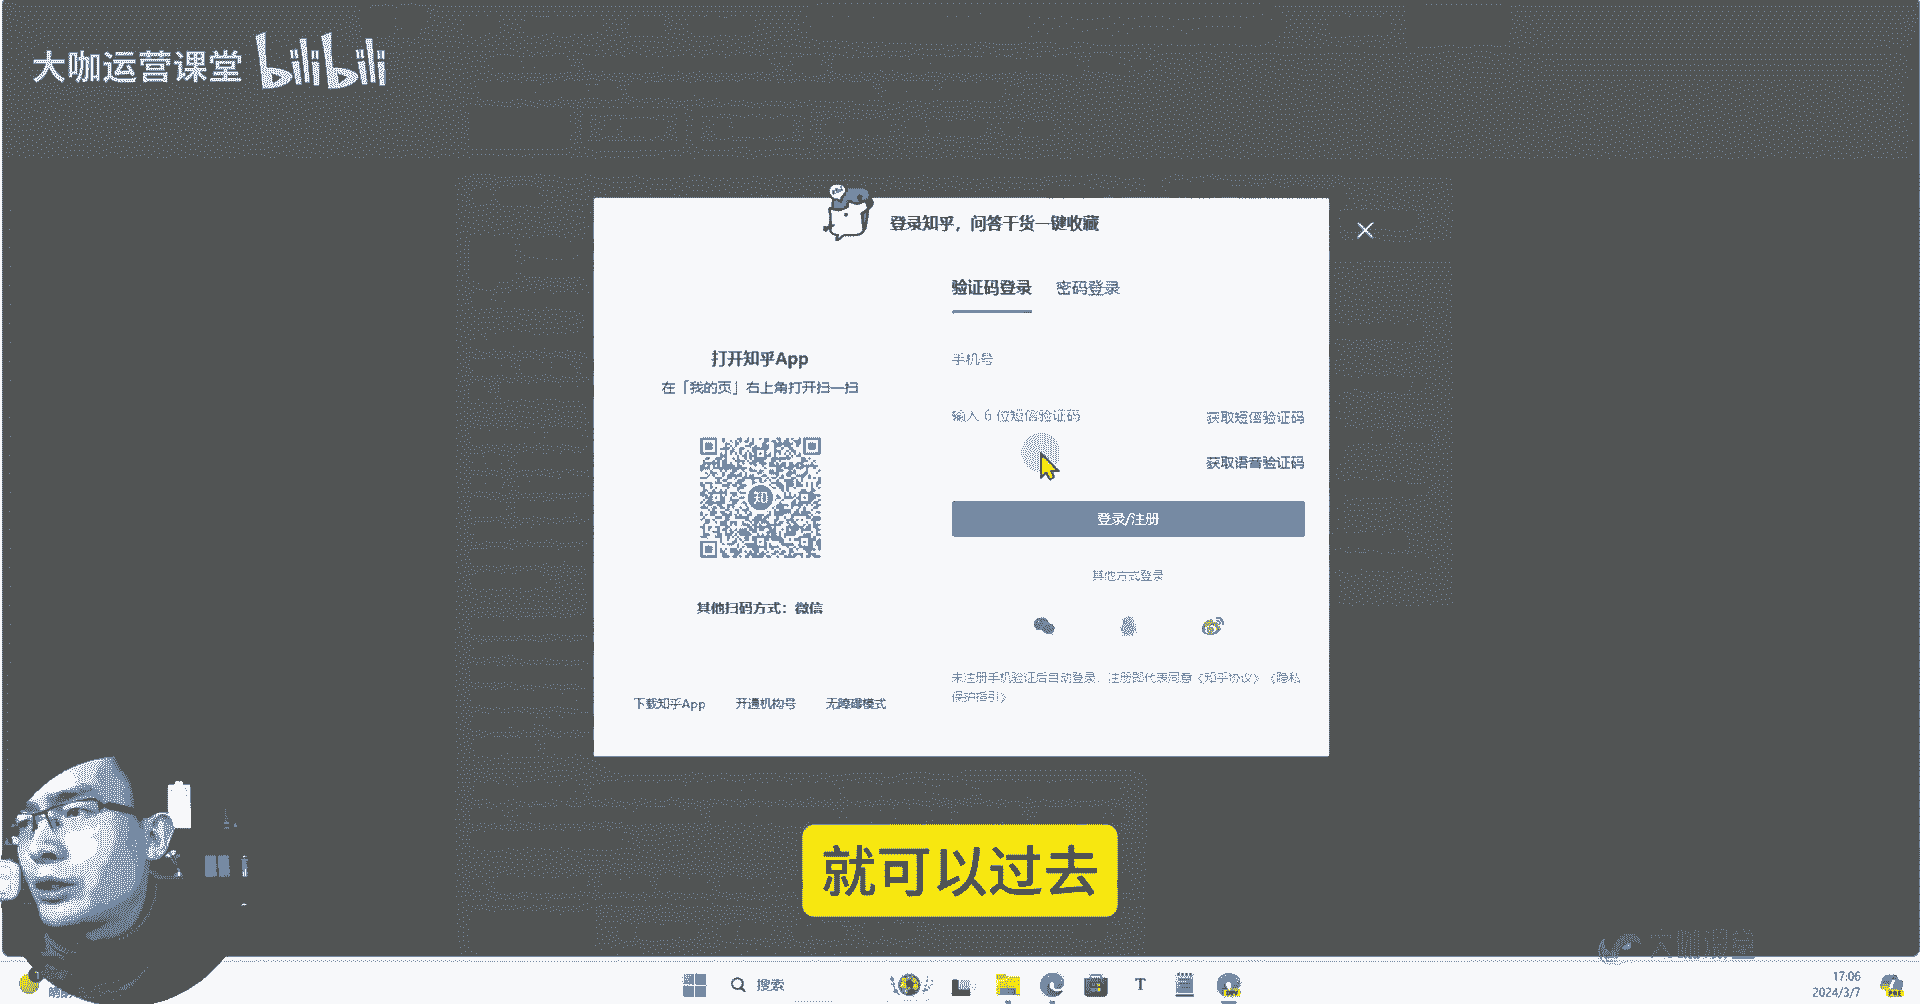 大咖运营课堂 bilibili
登录知乎，问答干货一键收藏
验证码登录 密码登录
打开知乎App
在「我的页」右上角打开扫一扫
知
其他扫码方式：微信
下载知乎App 开通机构号 无障碍模式
手机号
输入 6 位短信验证码 获取短信验证码
获取语音验证码
登录/注册
其他方式登录
未注册手机验证后自动登录，注册即代表同意《知乎协议》《隐私
保护指引》
就可以过去
大咖课堂
搜索
T
17:06
2024/3/7